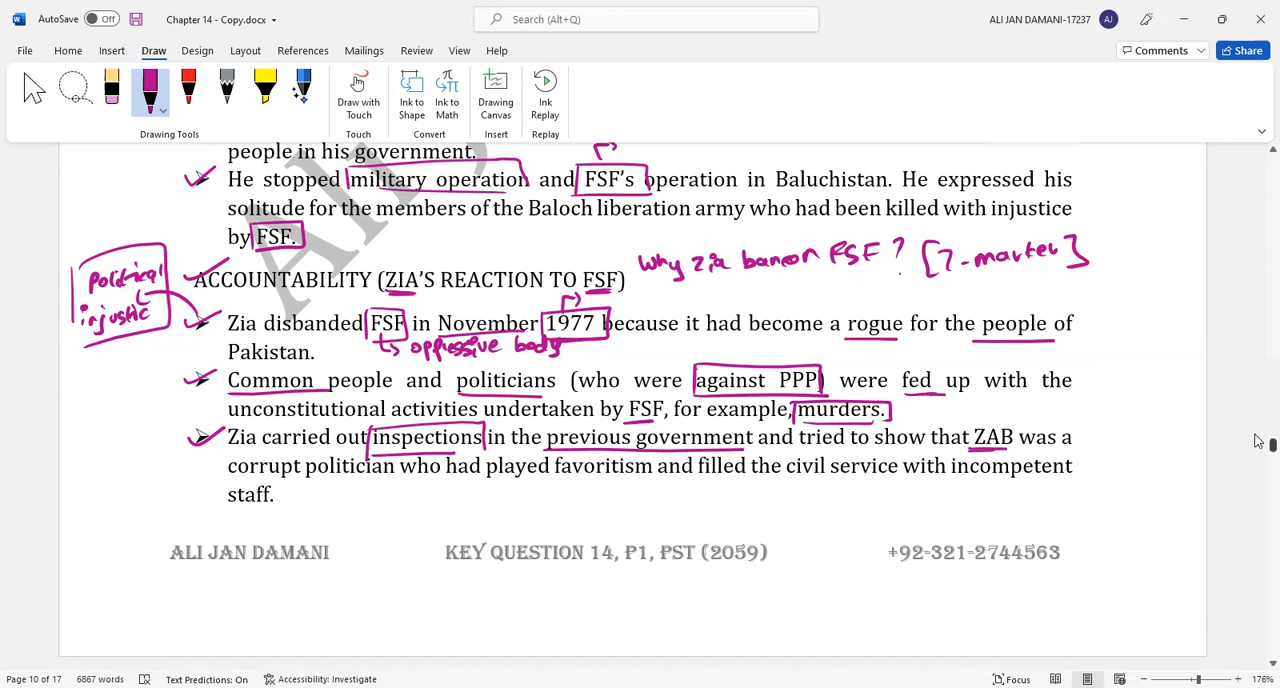 AutoSave Off Chapter 14 - Copy.docx Search (Alt+Q) ALI JAN DAMANI-17237 AJ
File Home Insert Draw Design Layout References Mailings Review View Help Comments Share
Draw with Touch Ink to Shape Ink to Math Drawing Canvas Ink Replay
Drawing Tools Touch Convert Insert Replay
people in his government.
He stopped military operation and FSF's operation in Baluchistan. He expressed his
solitude for the members of the Baloch liberation army who had been killed with injustice
by FSF.
why zia ban on FSF? [7-marker]
ACCOUNTABILITY (ZIA'S REACTION TO FSF)
Political
injustic
Zia disbanded FSF in November 1977 because it had become a rogue for the people of
Pakistan.
oppressive body
Common people and politicians (who were against PPP) were fed up with the
unconstitutional activities undertaken by FSF, for example, murders.
Zia carried out inspections in the previous government and tried to show that ZAB was a
corrupt politician who had played favoritism and filled the civil service with incompetent
staff.
ALI JAN DAMANI KEY QUESTION 14, P1, PST (2059) +92-321-2744563
Page 10 of 17 6867 words Text Predictions: On Accessibility: Investigate Focus 176%